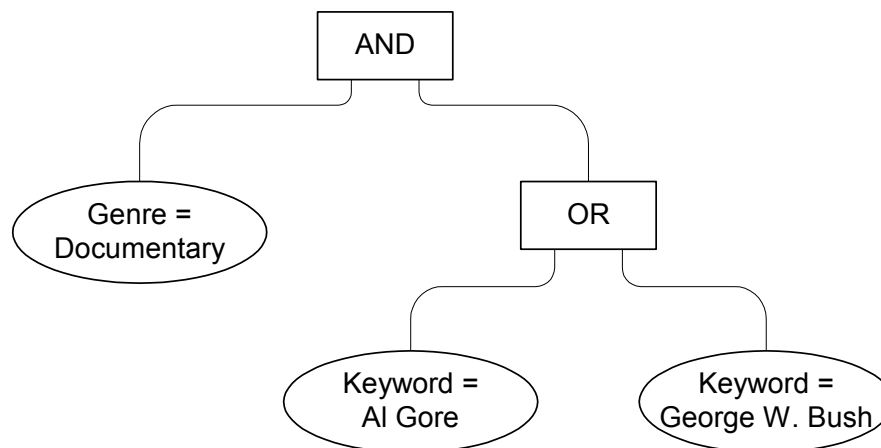 AND
Genre =
Documentary
OR
Keyword =
Al Gore
Keyword =
George W. Bush